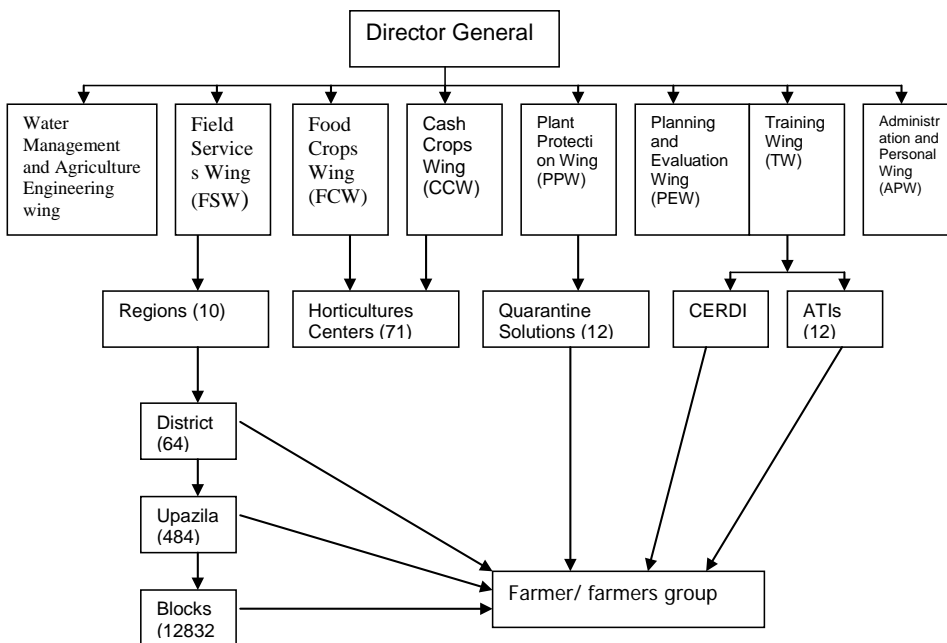 Director General
Water
Management
and Agriculture
Engineering
wing
Field
Service
s Wing
(FSW)
Food
Crops
Wing
(FCW)
Cash
Crops
Wing
(CCW)
Plant
Protecti
on Wing
(PPW)
Planning
and
Evaluation
Wing
(PEW)
Training
Wing
(TW)
Administr
ation and
Personal
Wing
(APW)
Regions (10)
Horticultures
Centers (71)
Quarantine
Solutions (12)
CERDI
ATIs
(12)
District
(64)
Upazila
(484)
Blocks
(12832
Farmer/ farmers group